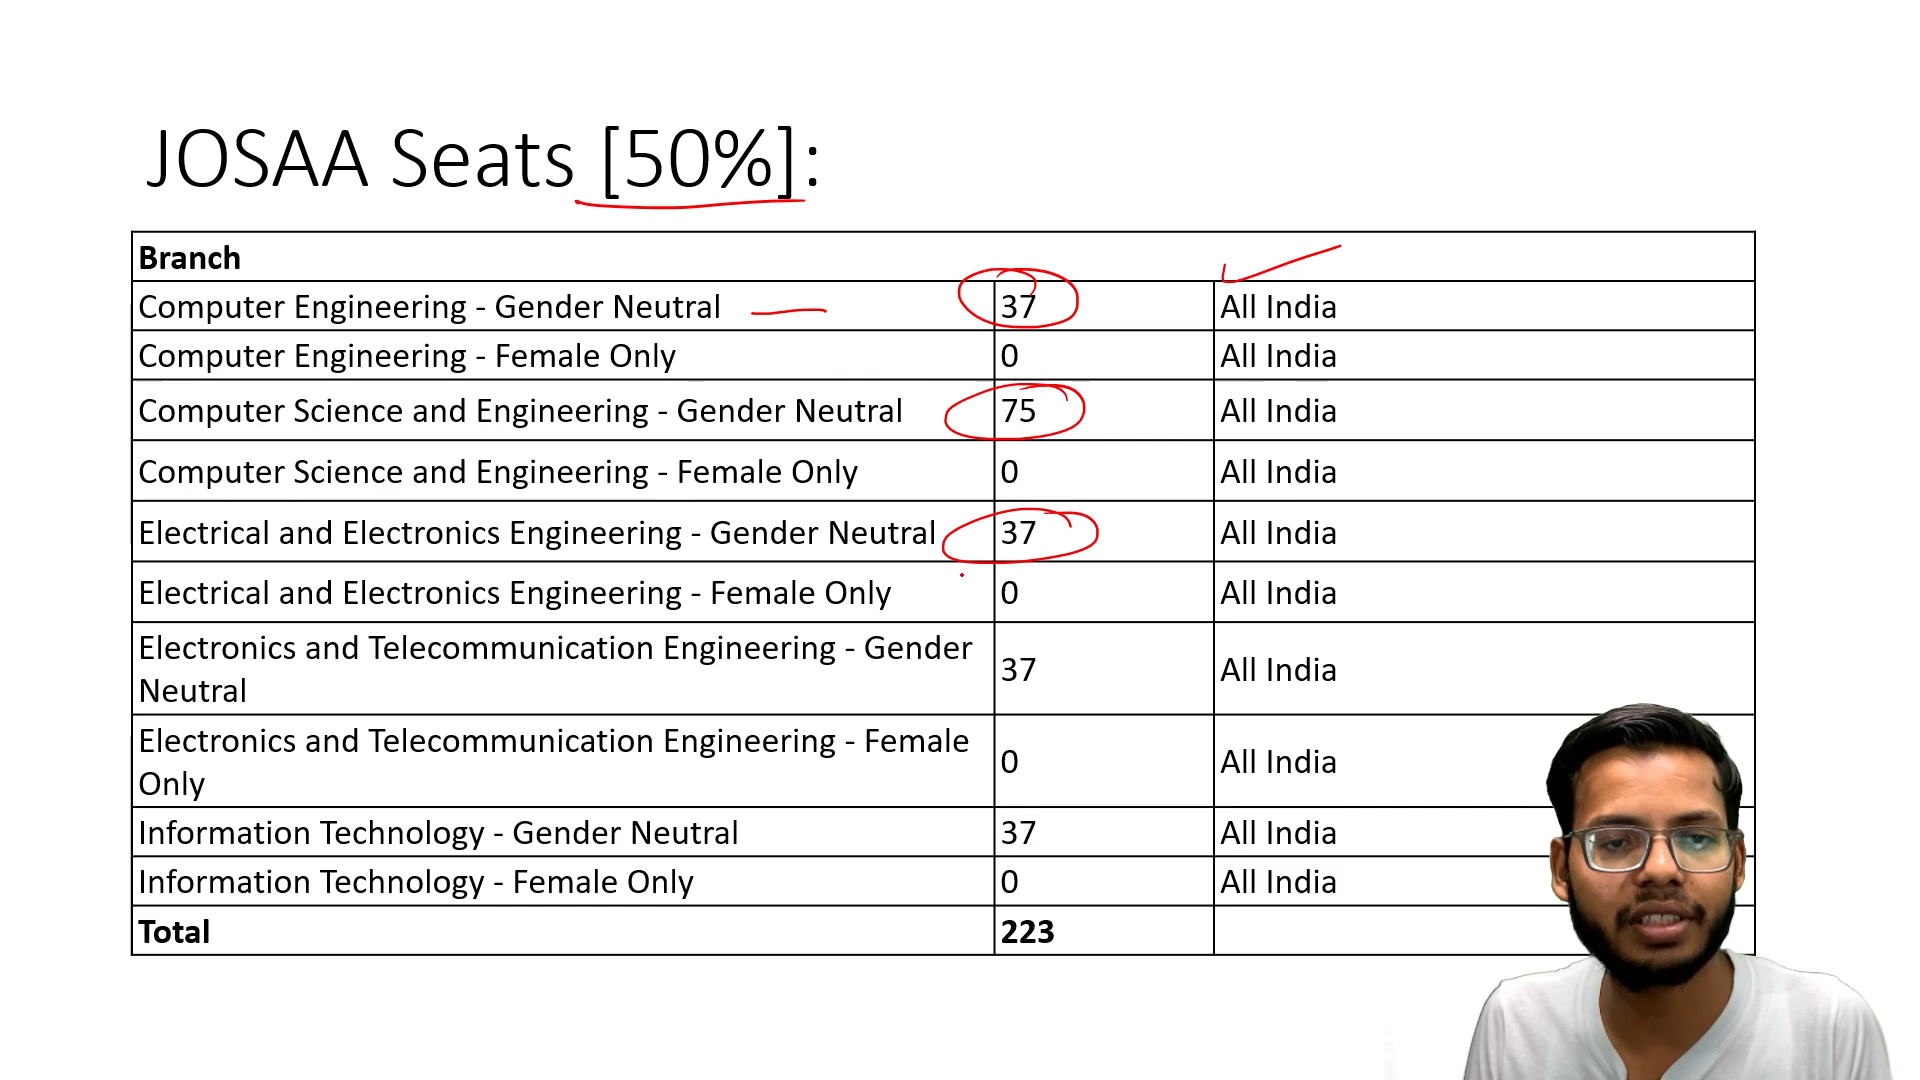 JOSAA Seats [50%]:
Branch
Computer Engineering - Gender Neutral 37 All India
Computer Engineering - Female Only 0 All India
Computer Science and Engineering - Gender Neutral 75 All India
Computer Science and Engineering - Female Only 0 All India
Electrical and Electronics Engineering - Gender Neutral 37 All India
Electrical and Electronics Engineering - Female Only 0 All India
Electronics and Telecommunication Engineering - Gender
Neutral 37 All India
Electronics and Telecommunication Engineering - Female
Only 0 All India
Information Technology - Gender Neutral 37 All India
Information Technology - Female Only 0 All India
Total 223